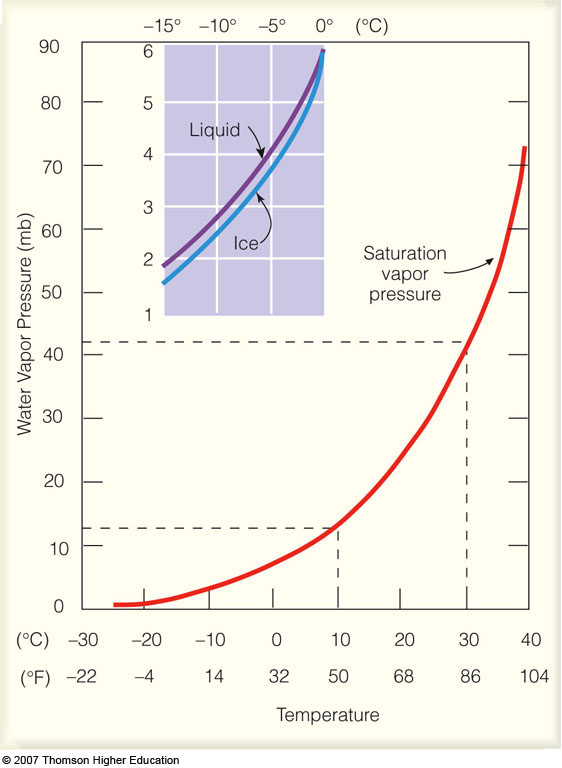 −15° −10° −5° 0° (°C)
90
80
70
60
50
40
30
20
10
0
Water Vapor Pressure (mb)
6
5
4
3
2
1
Liquid
Ice
Saturation
vapor
pressure
(°C) −30 −20 −10 0 10 20 30 40
(°F) −22 −4 14 32 50 68 86 104
Temperature
© 2007 Thomson Higher Education